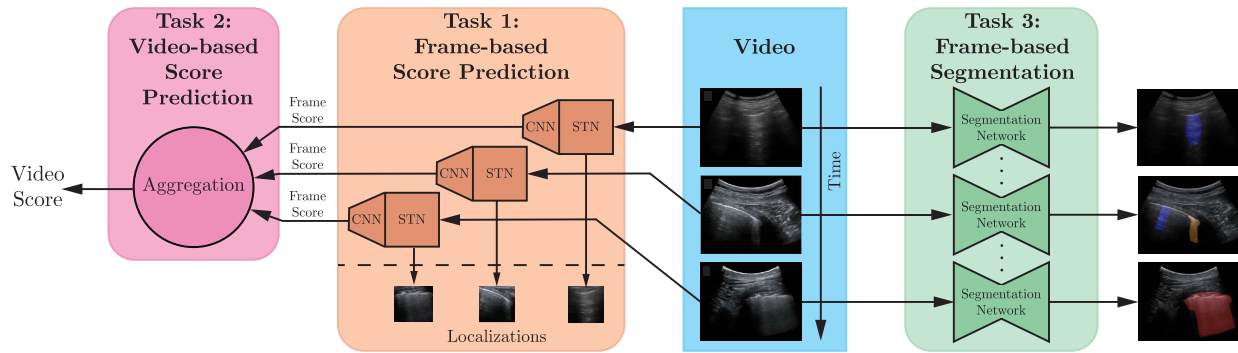 Task 2:
Video-based
Score
Prediction
Frame
Score
Frame
Score
Frame
Score
Aggregation
Video
Score
Task 1:
Frame-based
Score Prediction
CNN
STN
CNN
STN
CNN
STN
Localizations
Video
Time
Task 3:
Frame-based
Segmentation
Segmentation
Network
Segmentation
Network
Segmentation
Network